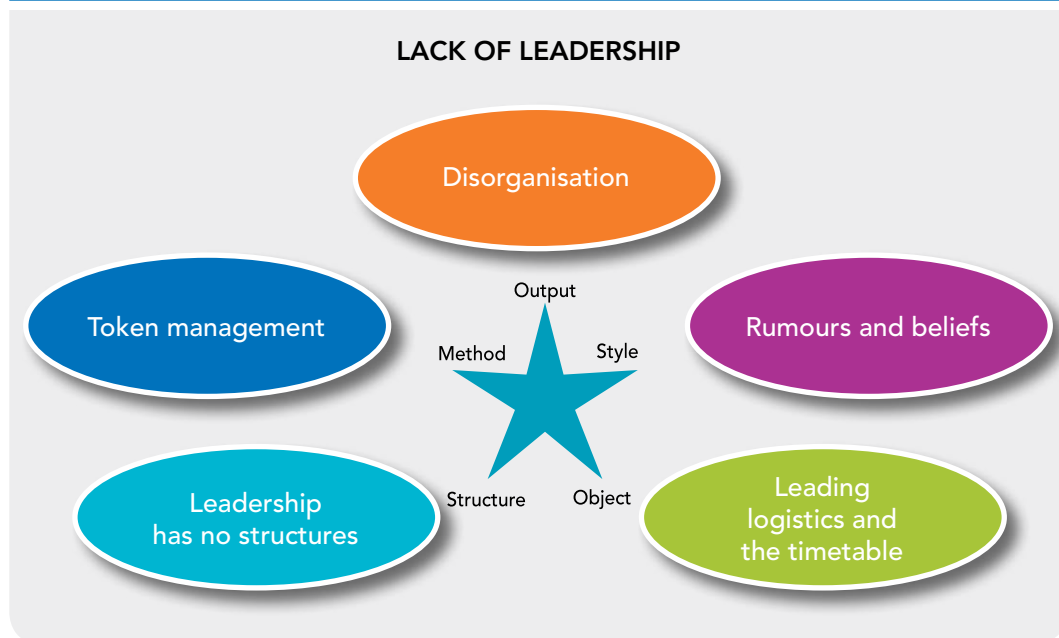 LACK OF LEADERSHIP
Disorganisation
Output
Token management
Rumours and beliefs
Method
Style
Structure
Object
Leadership
has no structures
Leading
logistics and
the timetable